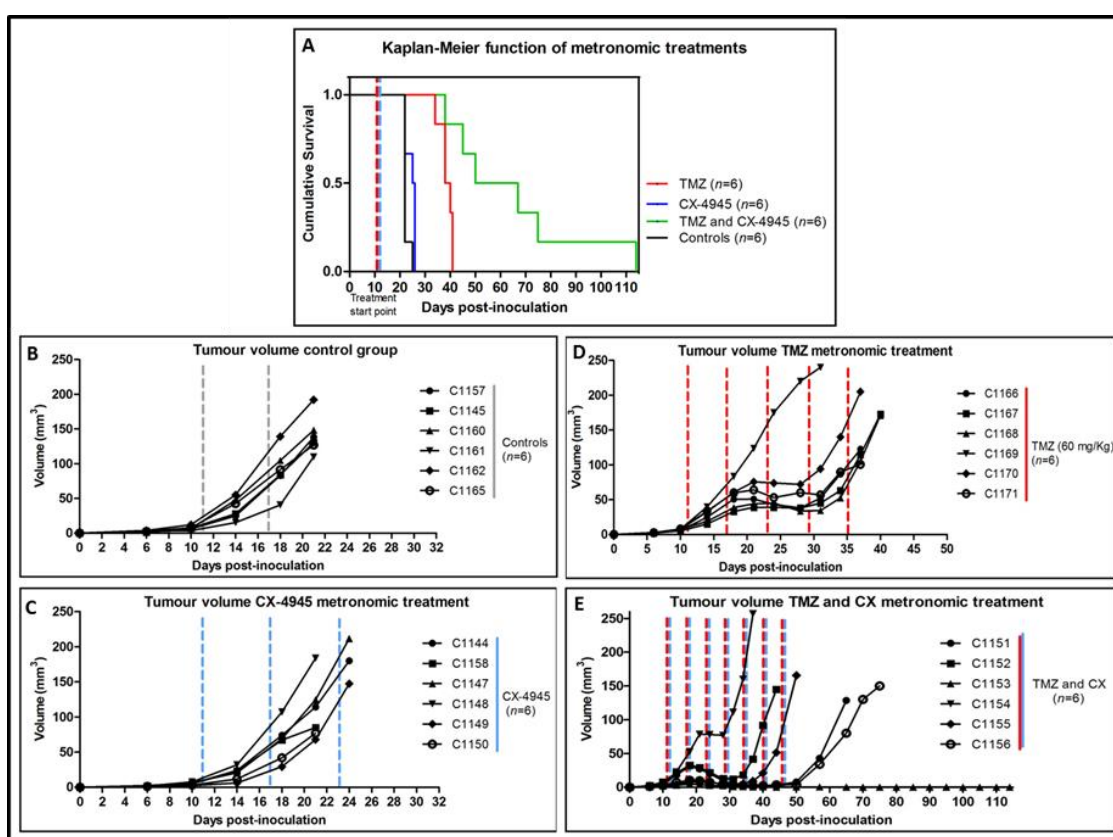 A
Kaplan-Meier function of metronomic treatments
Cumulative Survival
1.0
0.5
0.0
0 10 20 30 40 50 60 70 80 90 100 110
Treatment
start point
Days post-inoculation
TMZ (n=6)
CX-4945 (n=6)
TMZ and CX-4945 (n=6)
Controls (n=6)
B
Tumour volume control group
Volume (mm³)
250
200
150
100
50
0
0 2 4 6 8 10 12 14 16 18 20 22 24 26 28 30 32
Days post-inoculation
C1157
C1145
C1160
C1161
C1162
C1165
Controls
(n=6)
D
Tumour volume TMZ metronomic treatment
Volume (mm³)
250
200
150
100
50
0
0 5 10 15 20 25 30 35 40 45 50
Days post-inoculation
C1166
C1167
C1168
C1169
C1170
C1171
TMZ (60 mg/Kg)
(n=6)
C
Tumour volume CX-4945 metronomic treatment
Volume (mm³)
250
200
150
100
50
0
0 2 4 6 8 10 12 14 16 18 20 22 24 26 28 30 32
Days post-inoculation
C1144
C1158
C1147
C1148
C1149
C1150
CX-4945
(n=6)
E
Tumour volume TMZ and CX metronomic treatment
Volume (mm³)
250
200
150
100
50
0
0 10 20 30 40 50 60 70 80 90 100 110
Days post-inoculation
C1151
C1152
C1153
C1154
C1155
C1156
TMZ and CX
(n=6)